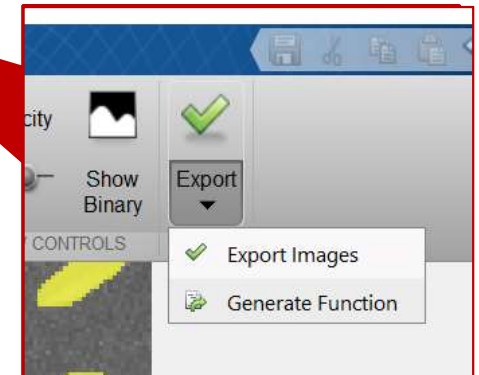 city
Show
Binary
Export
CONTROLS
Export Images
Generate Function